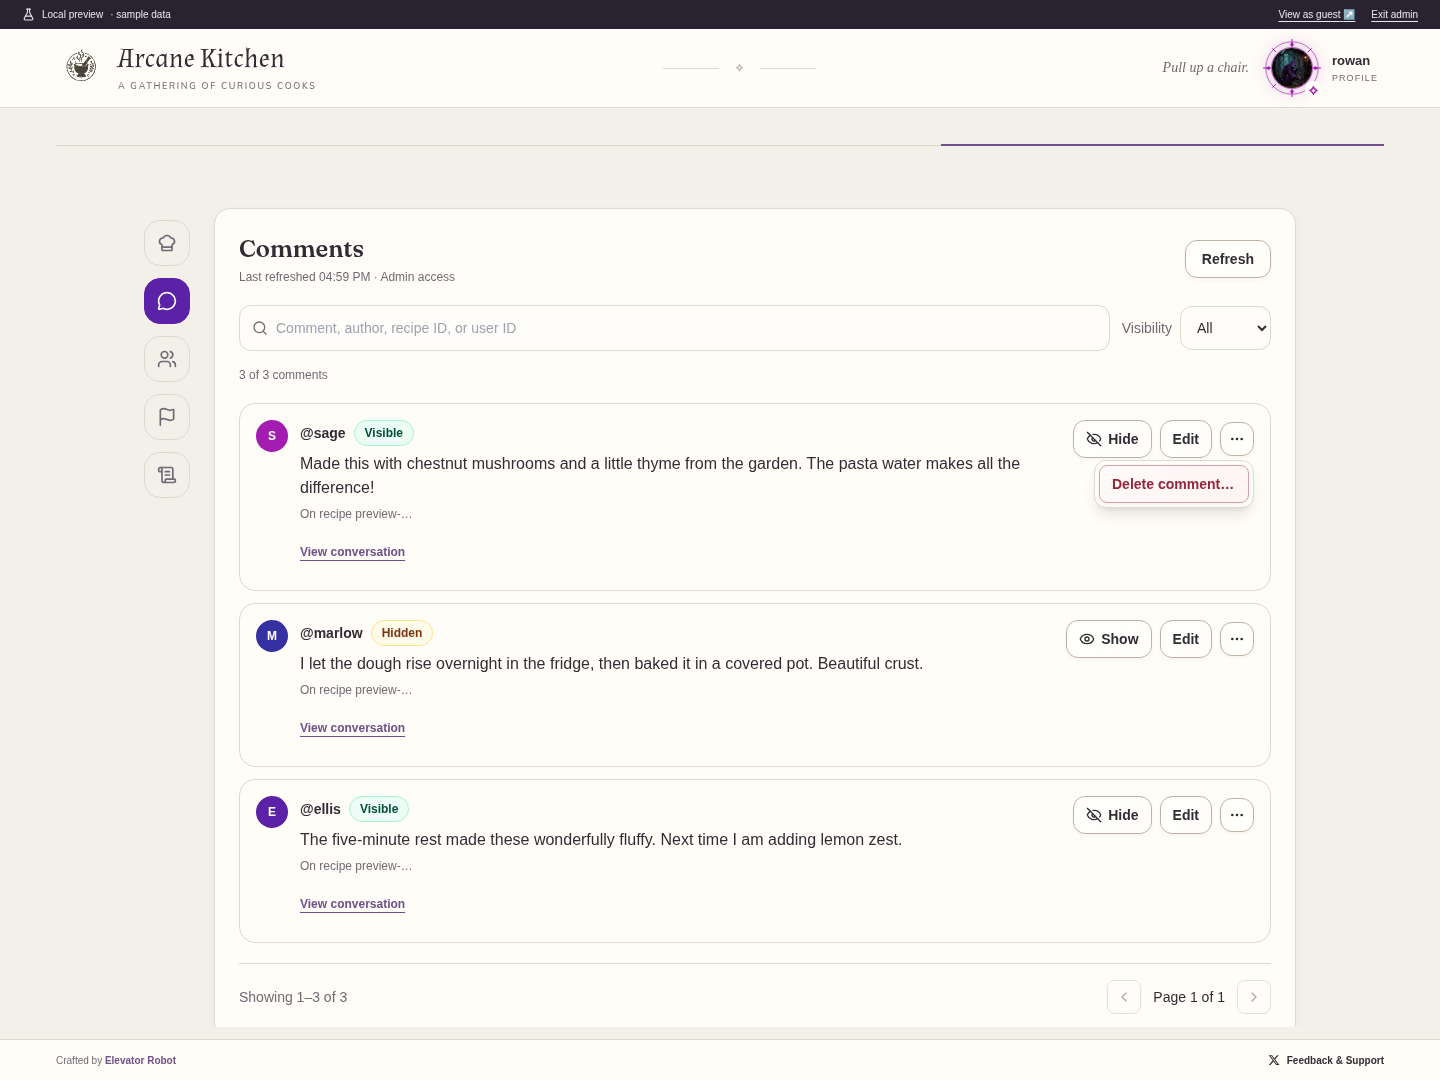 Local preview · sample data
View as guest ↗
Exit admin
Arcane Kitchen
A GATHERING OF CURIOUS COOKS
Pull up a chair.
rowan
PROFILE
Comments
Last refreshed 04:59 PM · Admin access
Refresh
Comment, author, recipe ID, or user ID
Visibility
All
3 of 3 comments
S
@sage
Visible
Hide
Edit
Made this with chestnut mushrooms and a little thyme from the garden. The pasta water makes all the
difference!
Delete comment…
On recipe preview-…
View conversation
M
@marlow
Hidden
Show
Edit
I let the dough rise overnight in the fridge, then baked it in a covered pot. Beautiful crust.
On recipe preview-…
View conversation
E
@ellis
Visible
Hide
Edit
The five-minute rest made these wonderfully fluffy. Next time I am adding lemon zest.
On recipe preview-…
View conversation
Showing 1–3 of 3
Page 1 of 1
Crafted by Elevator Robot
Feedback & Support